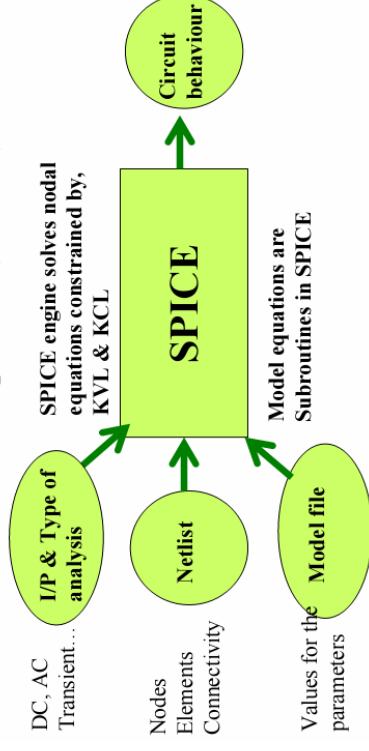 DC, AC
Transient...
I/P & Type of
analysis
SPICE engine solves nodal
equations constrained by,
KVL & KCL
Nodes
Elements
Connectivity
Netlist
SPICE
Circuit
behaviour
Values for the
parameters
Model file
Model equations are
Subroutines in SPICE